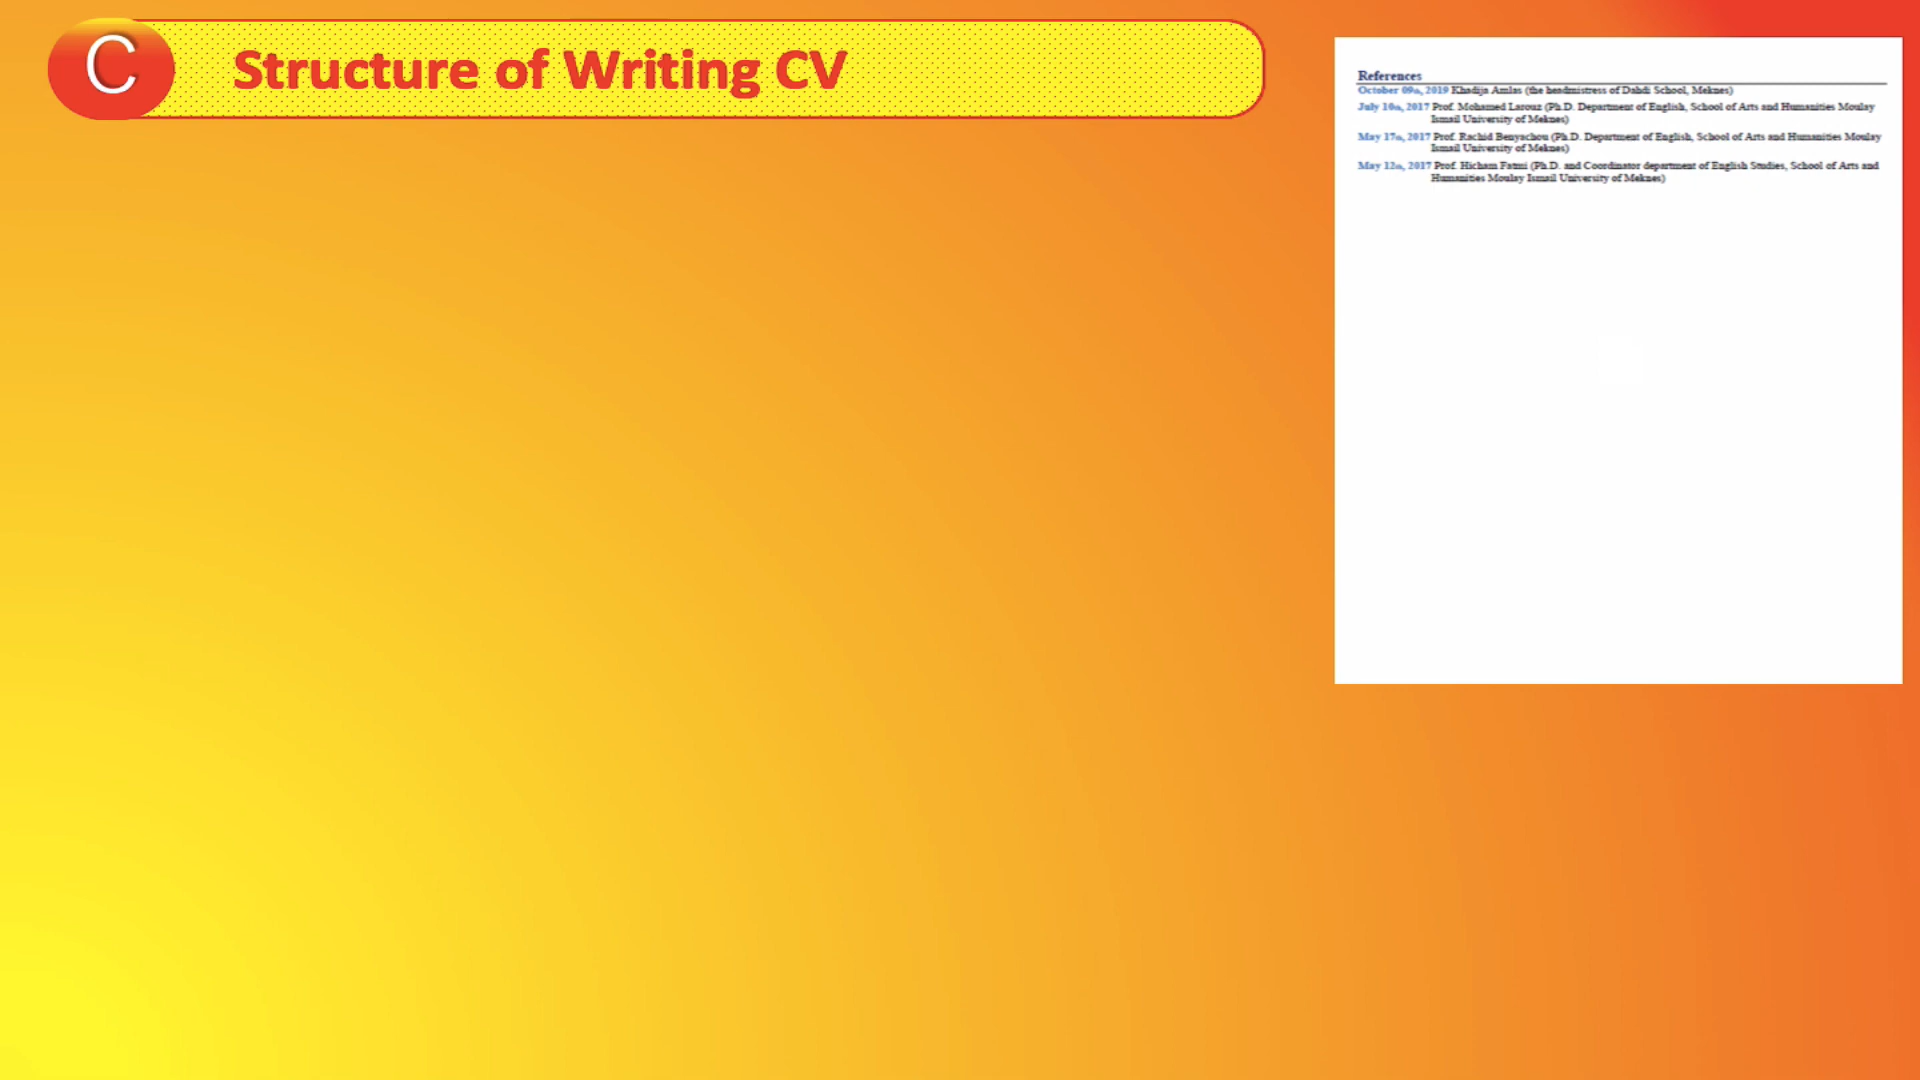 C
Structure of Writing CV
References
October 09th, 2019 Khadija Amlas (the headmistress of Dahdi School, Meknes)
July 10th, 2017 Prof. Mohamed Larouz (Ph.D. Department of English, School of Arts and Humanities Moulay
Ismail University of Meknes)
May 17th, 2017 Prof. Rachid Benyachou (Ph.D. Department of English, School of Arts and Humanities Moulay
Ismail University of Meknes)
May 12th, 2017 Prof. Hicham Fatmi (Ph.D. and Coordinator department of English Studies, School of Arts and
Humanities Moulay Ismail University of Meknes)